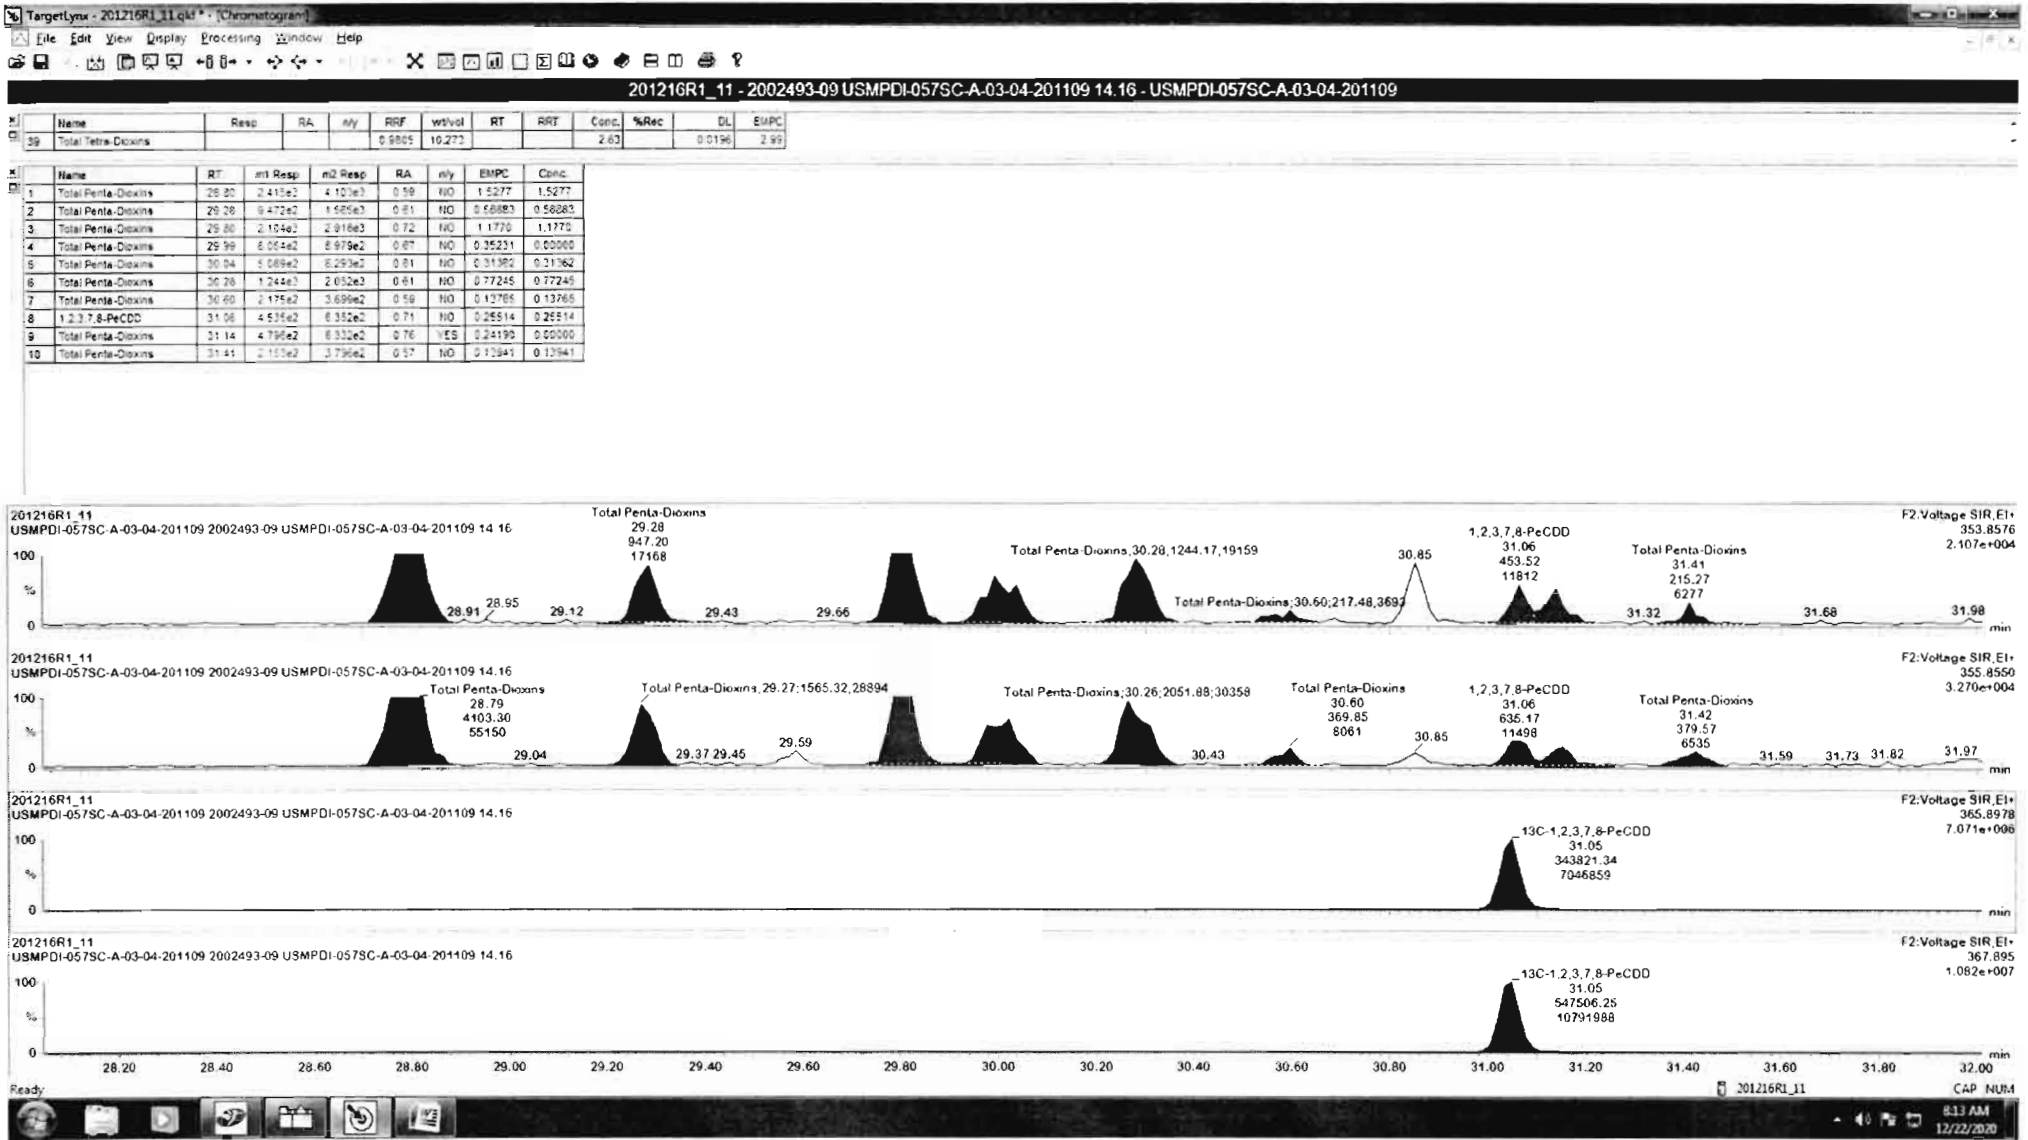 TargetLynx - 201216R1_11.qld * - [Chromatogram]
File Edit View Display Processing Window Help
201216R1_11 - 2002493-09 USMPDI-057SC-A-03-04-201109 14.16 - USMPDI-057SC-A-03-04-201109
Name Resp RA n/y RRF wt/vol RT RRT Conc. %Rec DL EMPC
39 Total Tetra-Dioxins 0.9805 10.273 2.63 0.0196 2.99
Name RT m1 Resp m2 Resp RA n/y EMPC Conc.
1 Total Penta-Dioxins 28.80 2.415e3 4.103e3 0.59 NO 1.5277 1.5277
2 Total Penta-Dioxins 29.28 9.472e2 1.565e3 0.61 NO 0.58883 0.58883
3 Total Penta-Dioxins 29.80 2.104e3 2.918e3 0.72 NO 1.1770 1.1770
4 Total Penta-Dioxins 29.99 8.979e2 0.67 NO 0.35231 0.00000
5 Total Penta-Dioxins 30.04 5.089e2 8.293e2 0.61 NO 0.31362
6 Total Penta-Dioxins 30.28 1.244e3 2.052e3 0.61 NO 0.77245 0.77245
7 Total Penta-Dioxins 30.60 2.175e2 3.699e2 0.59 NO 0.13765 0.13765
8 1,2,3,7,8-PeCDD 31.06 4.535e2 6.352e2 0.71 NO 0.25514 0.25514
9 Total Penta-Dioxins 31.14 4.796e2 6.332e2 0.76 YES 0.24190 0.00000
10 Total Penta-Dioxins 31.41 2.153e2 3.796e2 0.57 NO 0.13941 0.13941
201216R1_11
USMPDI-057SC-A-03-04-201109 2002493-09 USMPDI-057SC-A-03-04-201109 14.16
F2:Voltage SIR,EI+
353.8576
2.107e+004
100
%
0
Total Penta-Dioxins
29.28
947.20
17168
Total Penta-Dioxins;30.28;1244.17;19159
Total Penta-Dioxins;30.60;217.48;3693
30.85
1,2,3,7,8-PeCDD
31.06
453.52
11812
Total Penta-Dioxins
31.41
215.27
6277
28.91 28.95 29.12 29.43 29.66 31.32 31.68 31.98
min
201216R1_11
USMPDI-057SC-A-03-04-201109 2002493-09 USMPDI-057SC-A-03-04-201109 14.16
F2:Voltage SIR,EI+
355.8550
3.270e+004
100
%
0
Total Penta-Dioxins
28.79
4103.30
55150
Total Penta-Dioxins;29.27;1565.32;28894
Total Penta-Dioxins;30.26;2051.88;30358
Total Penta-Dioxins
30.60
369.85
8061
30.85
1,2,3,7,8-PeCDD
31.06
635.17
11498
Total Penta-Dioxins
31.42
379.57
6535
29.04 29.37 29.45 29.59 30.43 31.59 31.73 31.82 31.97
min
201216R1_11
USMPDI-057SC-A-03-04-201109 2002493-09 USMPDI-057SC-A-03-04-201109 14.16
F2:Voltage SIR,EI+
365.8978
7.071e+006
100
%
0
13C-1,2,3,7,8-PeCDD
31.05
343821.34
7046859
min
201216R1_11
USMPDI-057SC-A-03-04-201109 2002493-09 USMPDI-057SC-A-03-04-201109 14.16
F2:Voltage SIR,EI+
367.895
1.082e+007
100
%
0
13C-1,2,3,7,8-PeCDD
31.05
547506.25
10791988
min
28.20 28.40 28.60 28.80 29.00 29.20 29.40 29.60 29.80 30.00 30.20 30.40 30.60 30.80 31.00 31.20 31.40 31.60 31.80 32.00
Ready 201216R1_11 CAP NUM
8:13 AM
12/22/2020